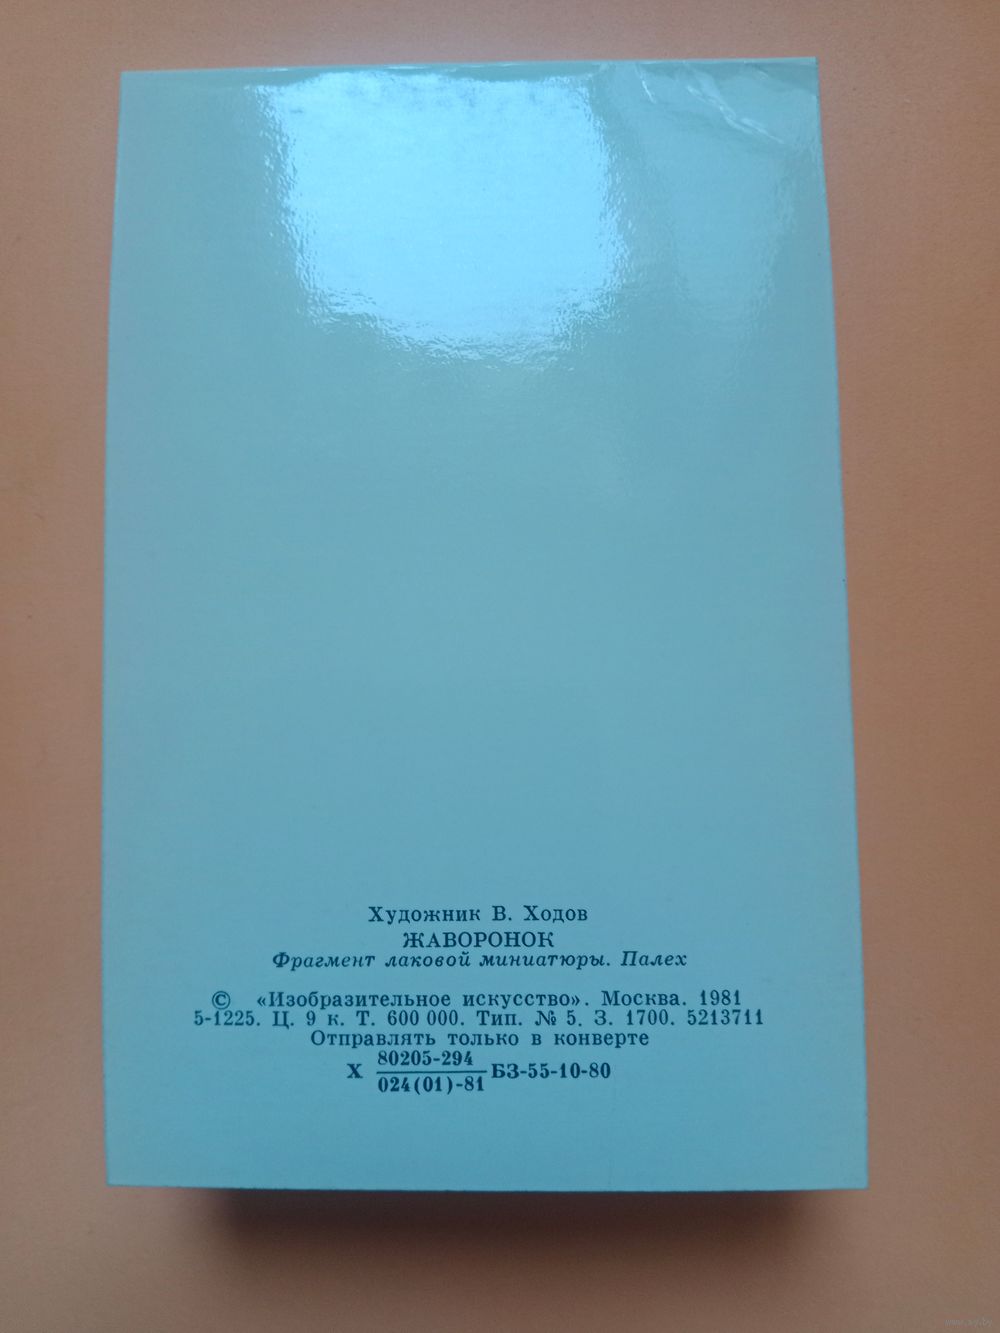 Художник В. Ходов
ЖАВОРОНОК
Фрагмент лаковой миниатюры. Палех
© «Изобразительное искусство». Москва. 1981
5-1225. Ц. 9 к. Т. 600 000. Тип. № 5. З. 1700. 5213711
Отправлять только в конверте
80205-294
Х БЗ-55-10-80
024(01)-81